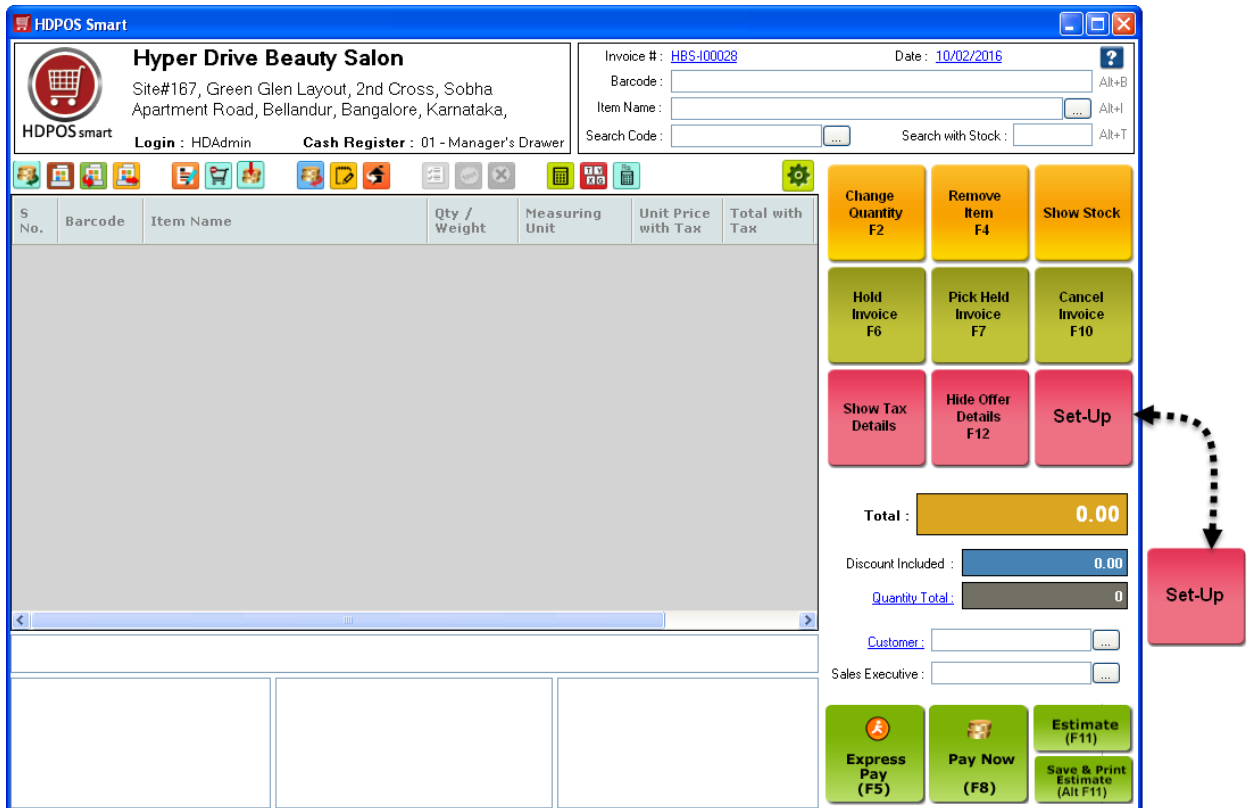 HDPOS Smart
Hyper Drive Beauty Salon
Site#167, Green Glen Layout, 2nd Cross, Sobha
Apartment Road, Bellandur, Bangalore, Karnataka,
HDPOS smart
Login : HDAdmin Cash Register : 01 - Manager's Drawer
Invoice # : HBS-I00028 Date : 10/02/2016 ?
Barcode : Alt+B
Item Name : ... Alt+I
Search Code : ... Search with Stock : Alt+T
S No. Barcode Item Name Qty / Weight Measuring Unit Unit Price with Tax Total with Tax
Change Quantity F2
Remove Item F4
Show Stock
Hold Invoice F6
Pick Held Invoice F7
Cancel Invoice F10
Show Tax Details
Hide Offer Details F12
Set-Up
Total : 0.00
Discount Included : 0.00
Quantity Total : 0
Set-Up
Customer : ...
Sales Executive : ...
Express Pay (F5)
Pay Now (F8)
Estimate (F11)
Save & Print Estimate (Alt F11)